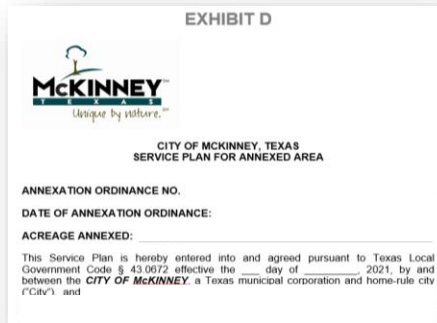 EXHIBIT D
McKINNEY
TEXAS
Unique by nature.
CITY OF MCKINNEY, TEXAS
SERVICE PLAN FOR ANNEXED AREA
ANNEXATION ORDINANCE NO.
DATE OF ANNEXATION ORDINANCE:
ACREAGE ANNEXED:
This Service Plan is hereby entered into and agreed pursuant to Texas Local
Government Code § 43.0672 effective the ___ day of ________, 2021, by and
between the CITY OF McKINNEY, a Texas municipal corporation and home-rule city
("City"), and